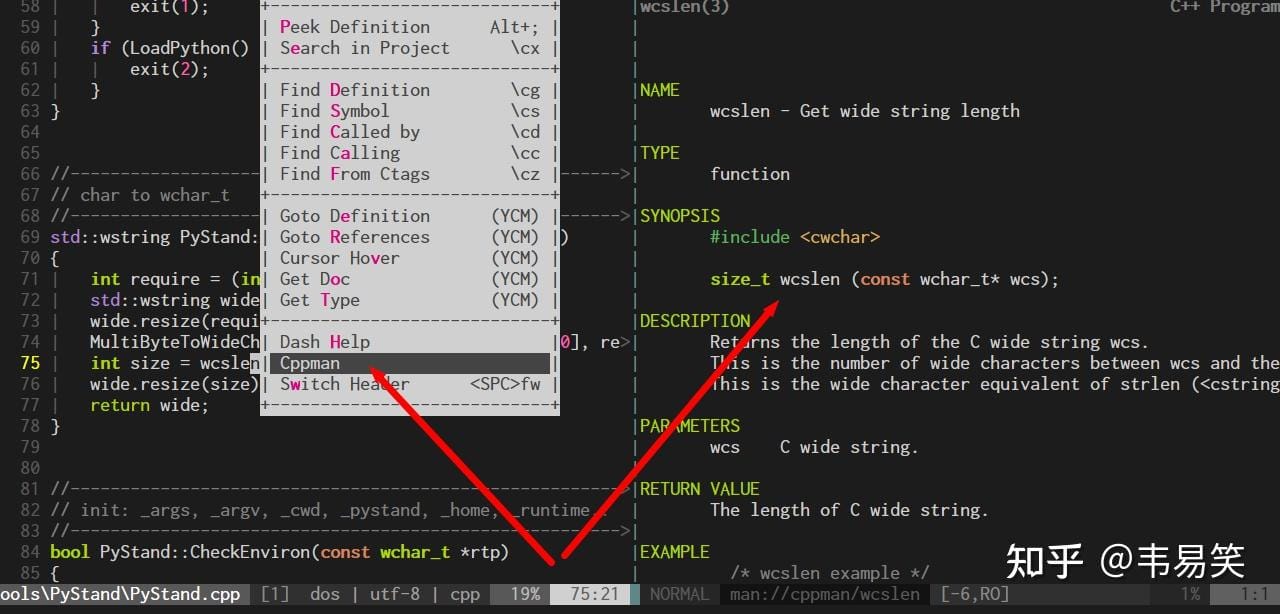 58 | | exit(1);
59 | }
60 | if (LoadPython()
61 | | exit(2);
62 | }
63 }
64
65
66 //------------------->
67 // char to wchar_t
68 //------------------->
69 std::wstring PyStand: )
70 {
71 | int require = (in
72 | std::wstring wide
73 | wide.resize(requi
74 | MultiByteToWideCh 0], re>
75 | int size = wcslen
76 | wide.resize(size)
77 | return wide;
78 }
79
80
81 //------------------->
82 // init: _args, _argv, _cwd, _pystand, _home, _runtime,
83 //------------------->
84 bool PyStand::CheckEnviron(const wchar_t *rtp)
85 {
Peek Definition Alt+;
Search in Project \cx
Find Definition \cg
Find Symbol \cs
Find Called by \cd
Find Calling \cc
Find From Ctags \cz
Goto Definition (YCM)
Goto References (YCM)
Cursor Hover (YCM)
Get Doc (YCM)
Get Type (YCM)
Dash Help
Cppman
Switch Header <SPC>fw
wcslen(3) C++ Program
NAME
wcslen - Get wide string length
TYPE
function
SYNOPSIS
#include <cwchar>
size_t wcslen (const wchar_t* wcs);
DESCRIPTION
Returns the length of the C wide string wcs.
This is the number of wide characters between wcs and the
This is the wide character equivalent of strlen (<cstring
PARAMETERS
wcs C wide string.
RETURN VALUE
The length of C wide string.
EXAMPLE
/* wcslen example */
知乎 @韦易笑
ools\PyStand\PyStand.cpp [1] dos | utf-8 | cpp 19% 75:21 NORMAL man://cppman/wcslen [-6,RO] 1% 1:1